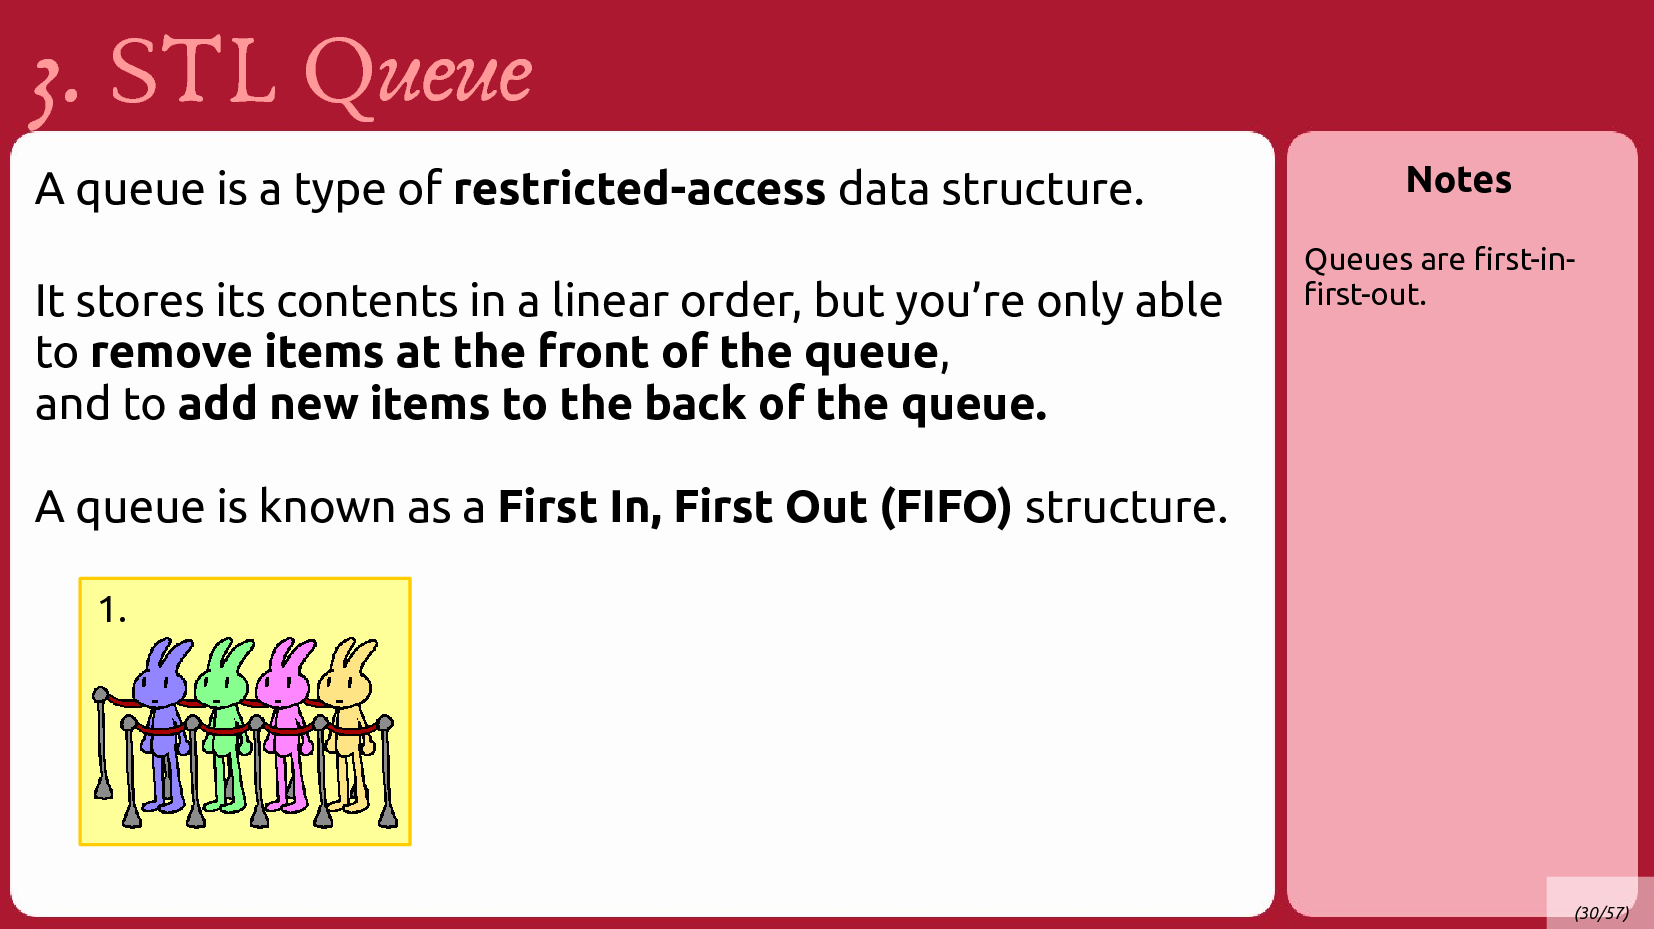 3. STL Queue
A queue is a type of restricted-access data structure.
It stores its contents in a linear order, but you’re only able
to remove items at the front of the queue,
and to add new items to the back of the queue.
A queue is known as a First In, First Out (FIFO) structure.
1.
Notes
Queues are first-in-
first-out.
(30/57)